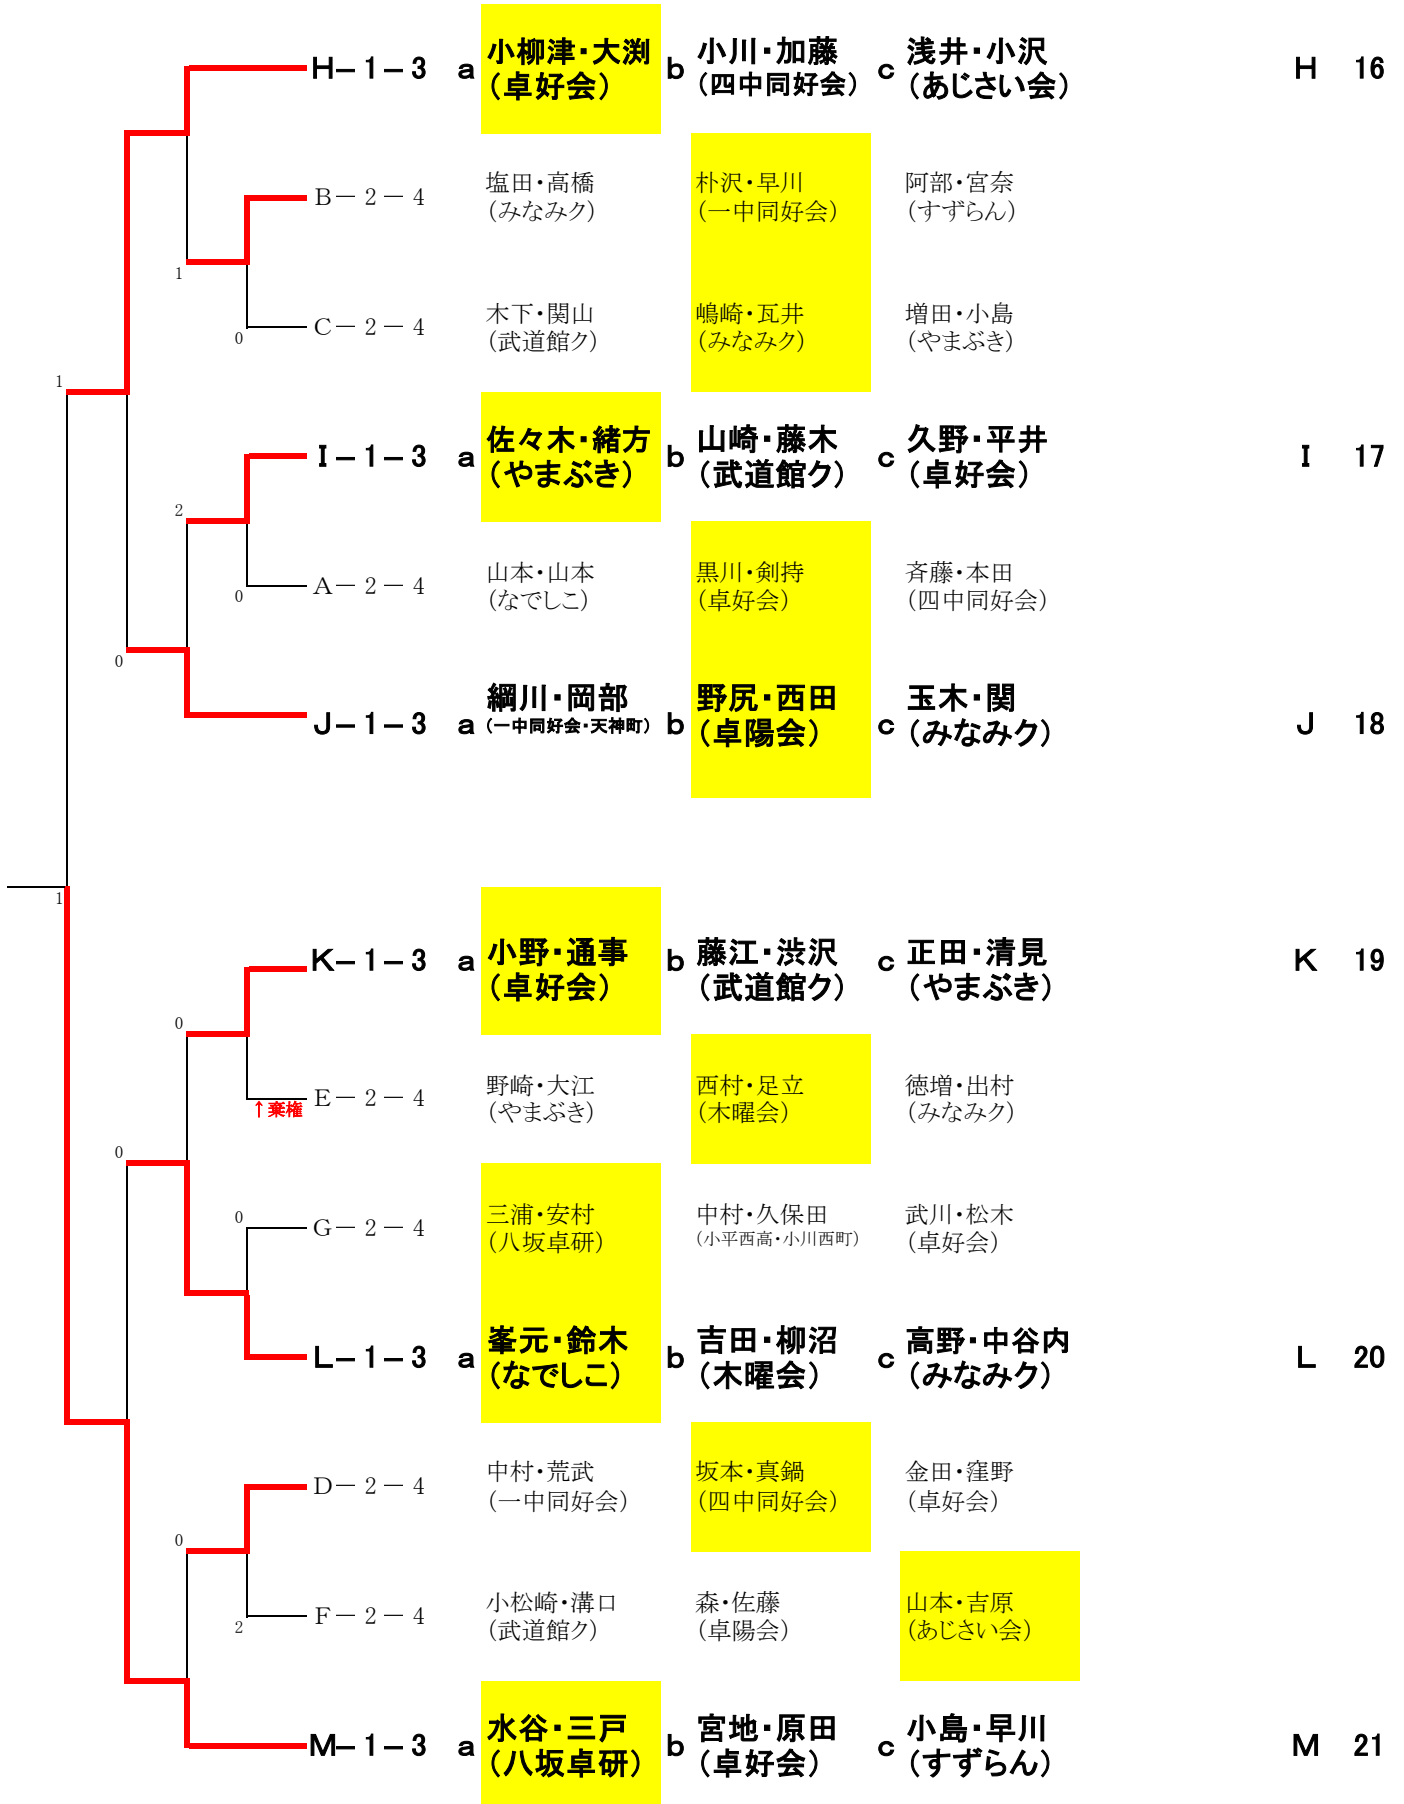 H－1－3 a 小柳津・大渕 b 小川・加藤 c 浅井・小沢 H 16
(卓好会) (四中同好会) (あじさい会)
B－2－4 塩田・高橋 朴沢・早川 阿部・宮奈
(みなみク) (一中同好会) (すずらん)
1
C－2－4 木下・関山 嶋崎・瓦井 増田・小島
0 (武道館ク) (みなみク) (やまぶき)
1
I－1－3 a 佐々木・緒方 b 山崎・藤木 c 久野・平井 I 17
(やまぶき) (武道館ク) (卓好会)
2
A－2－4 山本・山本 黒川・剣持 斉藤・本田
0 (なでしこ) (卓好会) (四中同好会)
0
J－1－3 a 綱川・岡部 b 野尻・西田 c 玉木・関 J 18
(一中同好会・天神町) (卓陽会) (みなみク)
1
K－1－3 a 小野・通事 b 藤江・渋沢 c 正田・清見 K 19
(卓好会) (武道館ク) (やまぶき)
0
E－2－4 野崎・大江 西村・足立 徳増・出村
↑棄権 (やまぶき) (木曜会) (みなみク)
0
0 G－2－4 三浦・安村 中村・久保田 武川・松木
(八坂卓研) (小平西高・小川西町) (卓好会)
L－1－3 a 峯元・鈴木 b 吉田・柳沼 c 高野・中谷内 L 20
(なでしこ) (木曜会) (みなみク)
D－2－4 中村・荒武 坂本・真鍋 金田・窪野
(一中同好会) (四中同好会) (卓好会)
0
F－2－4 小松崎・溝口 森・佐藤 山本・吉原
2 (武道館ク) (卓陽会) (あじさい会)
M－1－3 a 水谷・三戸 b 宮地・原田 c 小島・早川 M 21
(八坂卓研) (卓好会) (すずらん)